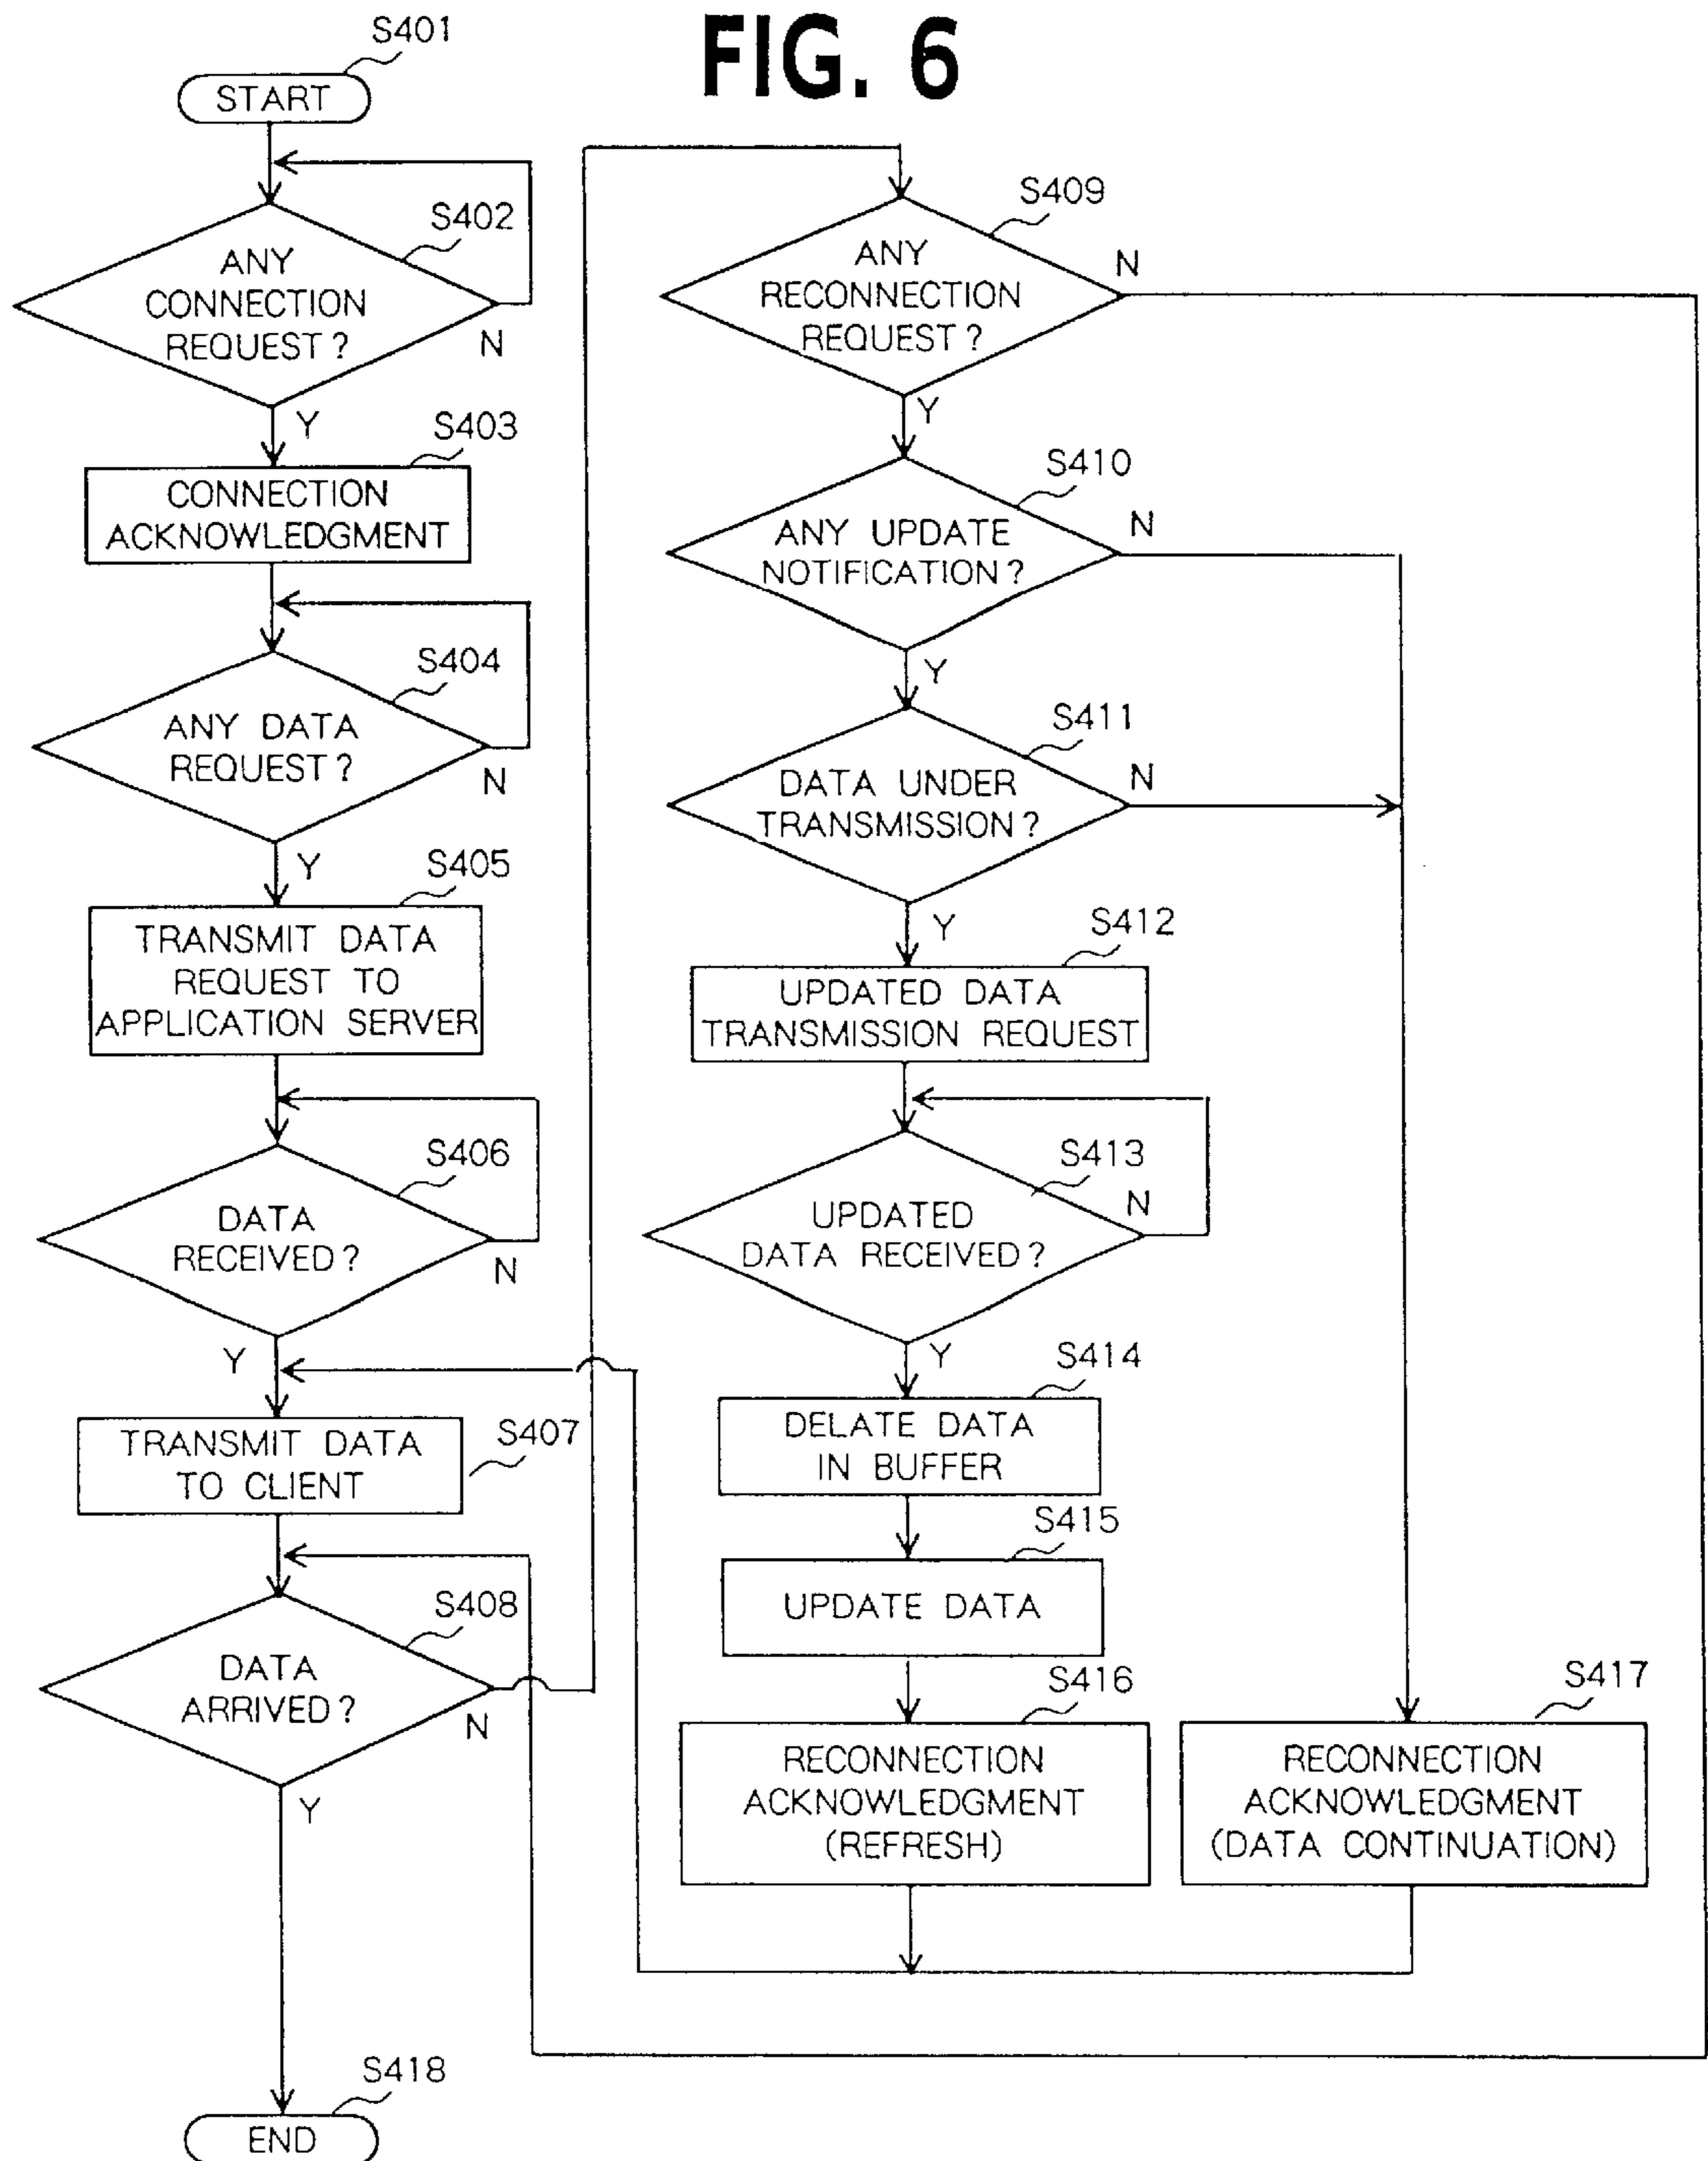 FIG. 6
S401
START
S402
ANY
CONNECTION
REQUEST?
N
Y
S403
CONNECTION
ACKNOWLEDGMENT
S404
ANY DATA
REQUEST?
N
Y
S405
TRANSMIT DATA
REQUEST TO
APPLICATION SERVER
S406
DATA
RECEIVED?
N
Y
TRANSMIT DATA
TO CLIENT
S407
S408
DATA
ARRIVED?
N
Y
S418
END
S409
ANY
RECONNECTION
REQUEST?
N
Y
S410
ANY UPDATE
NOTIFICATION?
N
Y
S411
DATA UNDER
TRANSMISSION?
N
Y
S412
UPDATED DATA
TRANSMISSION REQUEST
S413
UPDATED
DATA RECEIVED?
N
Y
S414
DELATE DATA
IN BUFFER
S415
UPDATE DATA
S416
RECONNECTION
ACKNOWLEDGMENT
(REFRESH)
S417
RECONNECTION
ACKNOWLEDGMENT
(DATA CONTINUATION)